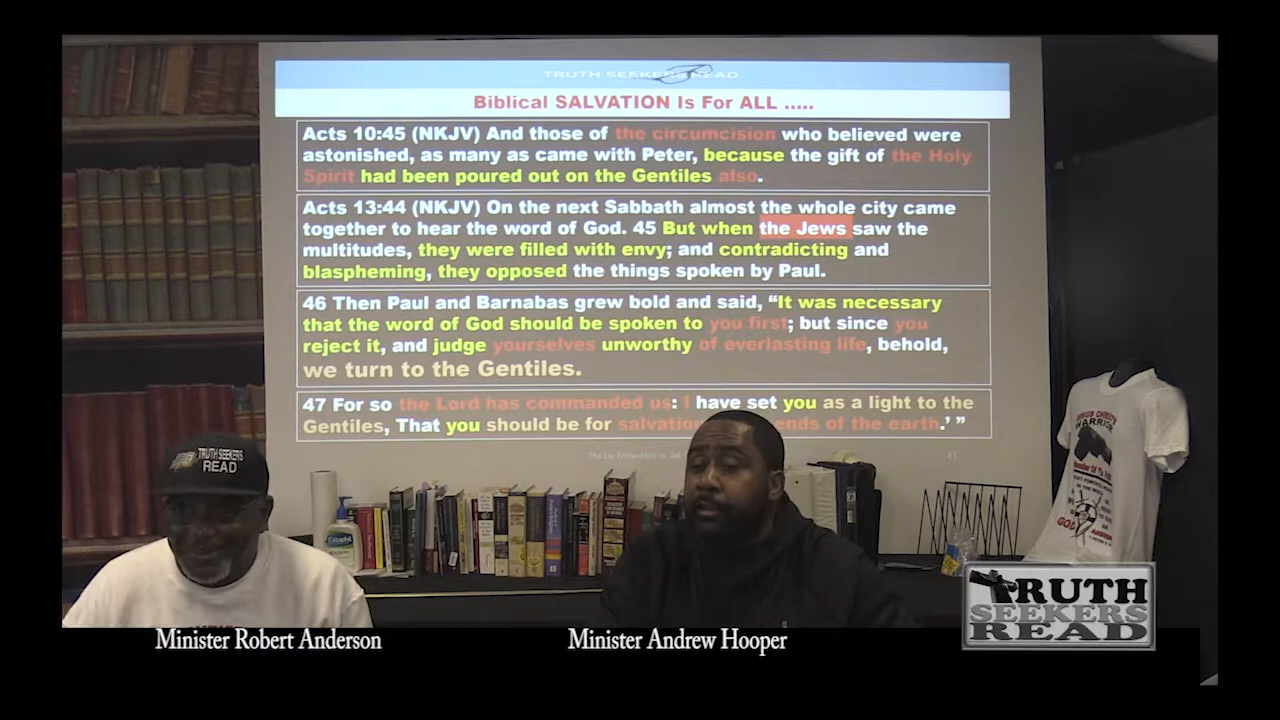 TRUTH SEEKERS READ
Biblical SALVATION Is For ALL .....
Acts 10:45 (NKJV) And those of the circumcision who believed were
astonished, as many as came with Peter, because the gift of the Holy
Spirit had been poured out on the Gentiles also.
Acts 13:44 (NKJV) On the next Sabbath almost the whole city came
together to hear the word of God. 45 But when the Jews saw the
multitudes, they were filled with envy; and contradicting and
blaspheming, they opposed the things spoken by Paul.
46 Then Paul and Barnabas grew bold and said, “It was necessary
that the word of God should be spoken to you first; but since you
reject it, and judge yourselves unworthy of everlasting life, behold,
we turn to the Gentiles.
47 For so the Lord has commanded us: I have set you as a light to the
Gentiles, That you should be for salvation ends of the earth.’ ”
The Lie Embedded In
61
TRUTH SEEKERS
READ
Cetaphil
WARRIOR
GOD
Minister Robert Anderson
Minister Andrew Hooper
TRUTH
SEEKERS
READ